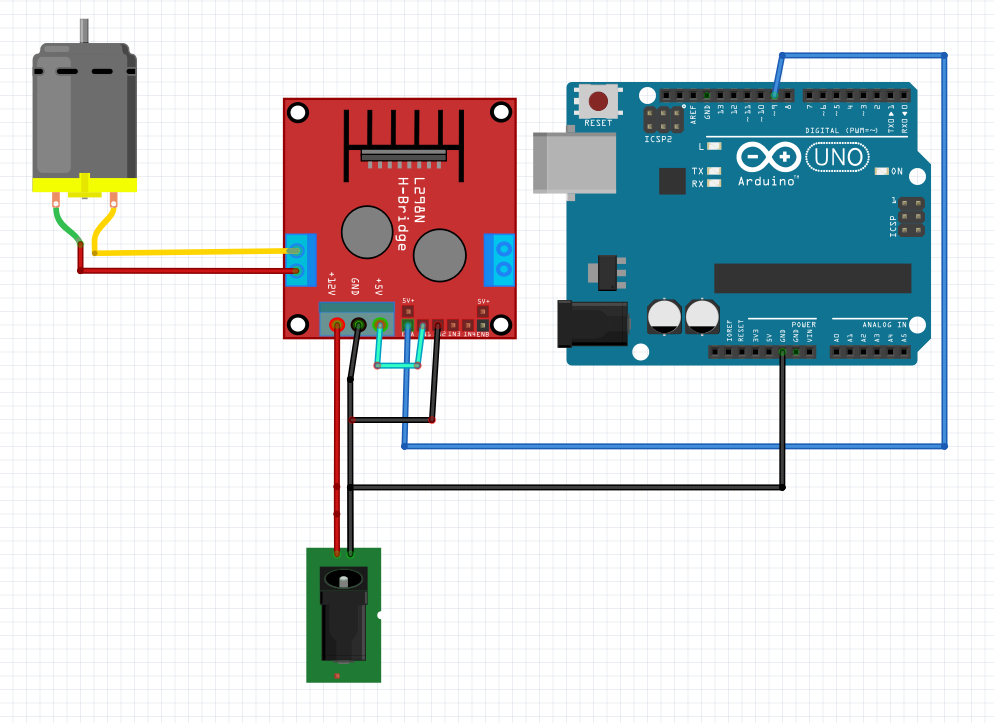 RESET
ICSP2
AREF
GND
13
12
~11
~10
~9
8
7
~6
~5
4
~3
2
TX0▶1
RX0◀0
DIGITAL (PWM=~)
L
TX
RX
Arduino™
UNO
ON
1
ICSP
L298N
H-Bridge
+12V
GND
+5V
5V+
5V+
IN3
IN4
ENB
IOREF
RESET
3V3
5V
GND
GND
VIN
POWER
ANALOG IN
A0
A1
A2
A3
A4
A5